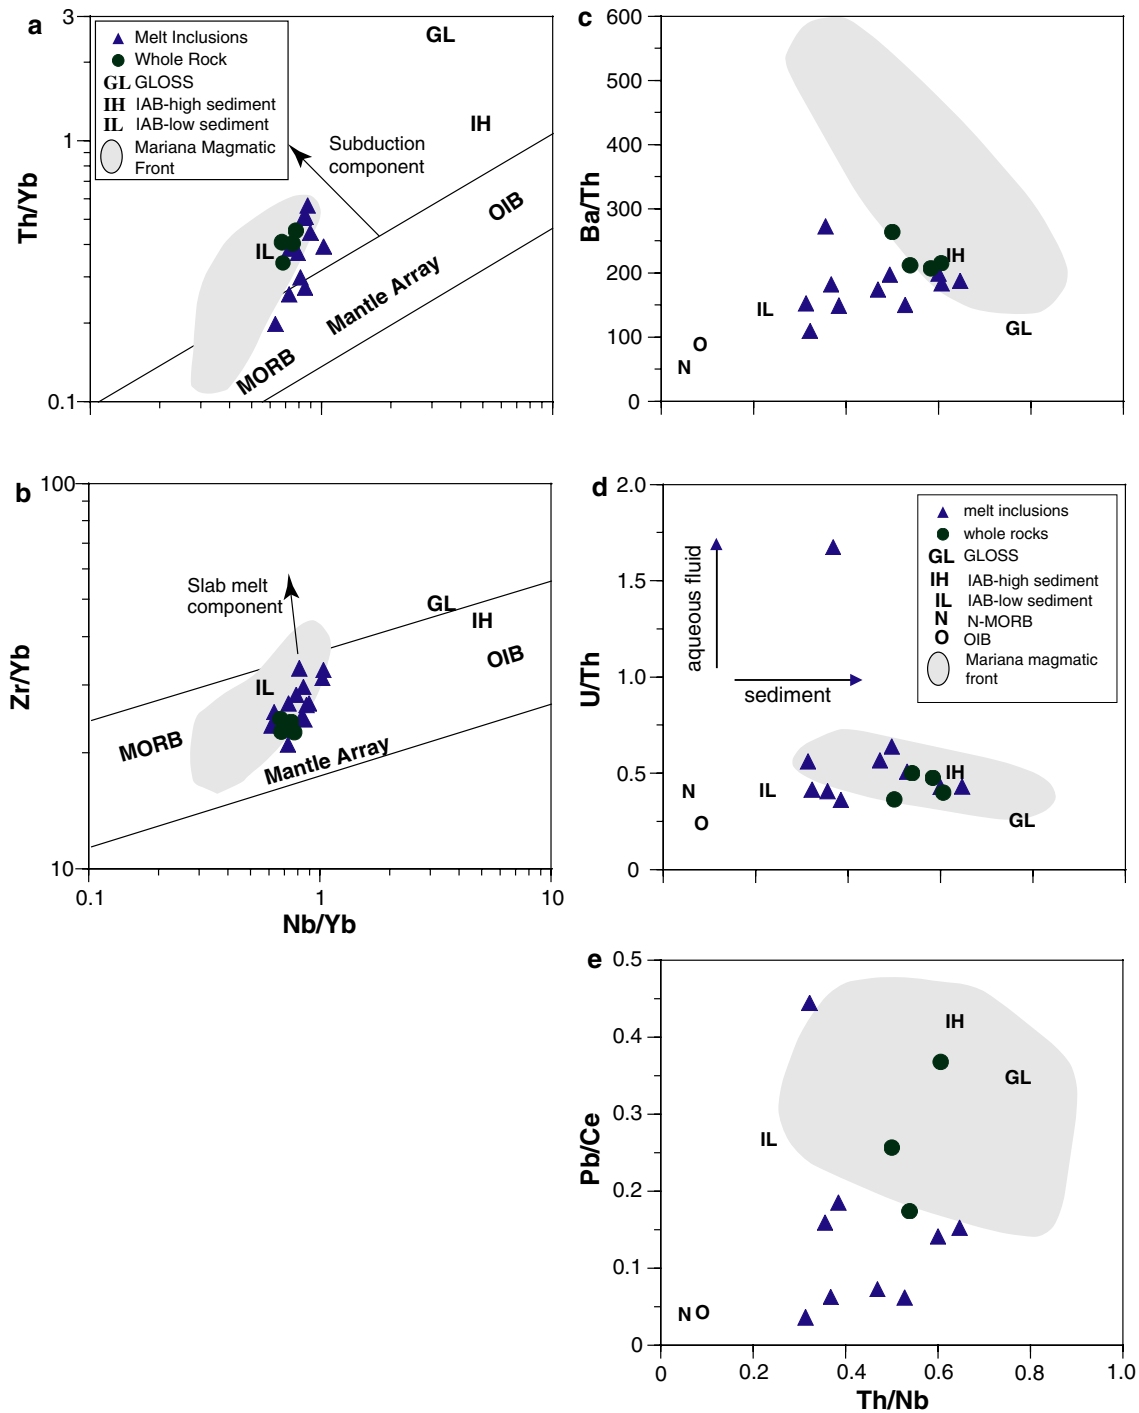 a
3
Melt Inclusions
Whole Rock
GL GLOSS
IH IAB-high sediment
IL IAB-low sediment
Mariana Magmatic
Front
GL
IH
Subduction
component
OIB
1
Th/Yb
IL
Mantle Array
MORB
0.1
b
100
Slab melt
component
GL
IH
OIB
Zr/Yb
IL
MORB
Mantle Array
10
0.1
1
10
Nb/Yb
c
600
500
400
300
200
100
0
Ba/Th
IH
IL
GL
O
N
d
2.0
1.5
1.0
0.5
0
U/Th
aqueous fluid
sediment
melt inclusions
whole rocks
GL GLOSS
IH IAB-high sediment
IL IAB-low sediment
N N-MORB
O OIB
Mariana magmatic
front
N
O
IL
IH
GL
e
0.5
0.4
0.3
0.2
0.1
0
Pb/Ce
IH
GL
IL
N O
0
0.2
0.4
0.6
0.8
1.0
Th/Nb